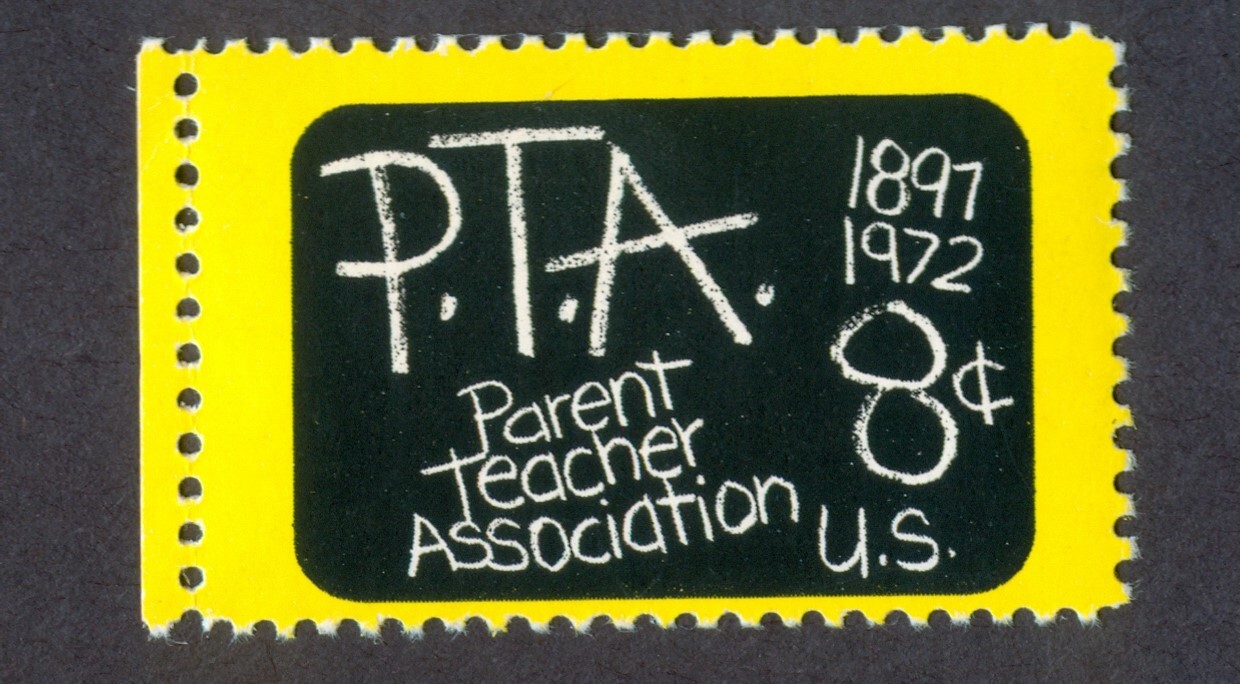 P.T.A.
Parent
Teacher
Association
1897
1972
8¢
U.S.